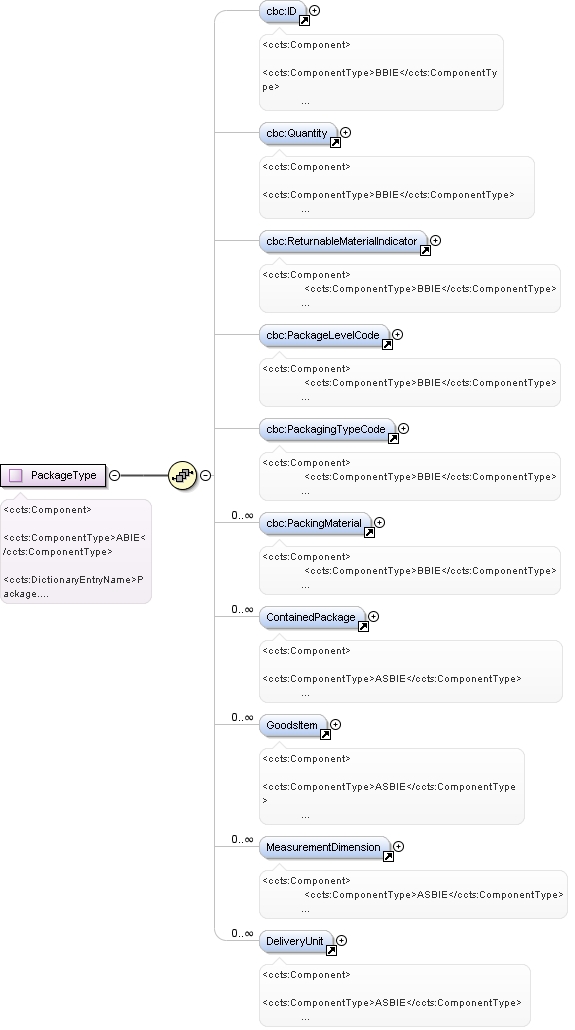 cbc:ID
<ccts:Component>
<ccts:ComponentType>BBIE</ccts:ComponentTy
pe>
...
cbc:Quantity
<ccts:Component>
<ccts:ComponentType>BBIE</ccts:ComponentType>
...
cbc:ReturnableMaterialIndicator
<ccts:Component>
<ccts:ComponentType>BBIE</ccts:ComponentType>
...
cbc:PackageLevelCode
<ccts:Component>
<ccts:ComponentType>BBIE</ccts:ComponentType>
...
cbc:PackagingTypeCode
<ccts:Component>
<ccts:ComponentType>BBIE</ccts:ComponentType>
...
PackageType
<ccts:Component>
<ccts:ComponentType>ABIE<
/ccts:ComponentType>
<ccts:DictionaryEntryName>P
ackage....
0..∞
cbc:PackingMaterial
<ccts:Component>
<ccts:ComponentType>BBIE</ccts:ComponentType>
...
0..∞
ContainedPackage
<ccts:Component>
<ccts:ComponentType>ASBIE</ccts:ComponentType>
...
0..∞
GoodsItem
<ccts:Component>
<ccts:ComponentType>ASBIE</ccts:ComponentType
>
...
0..∞
MeasurementDimension
<ccts:Component>
<ccts:ComponentType>ASBIE</ccts:ComponentType>
...
0..∞
DeliveryUnit
<ccts:Component>
<ccts:ComponentType>ASBIE</ccts:ComponentType>
...